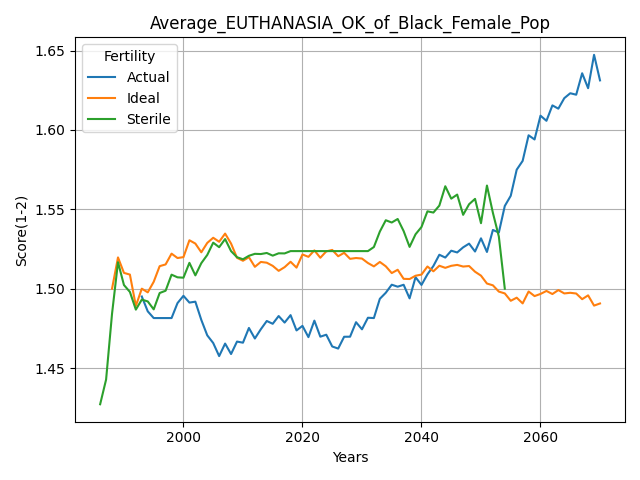 Average_EUTHANASIA_OK_of_Black_Female_Pop
Fertility
Actual
Ideal
Sterile
Score(1-2)
1.65
1.60
1.55
1.50
1.45
2000 2020 2040 2060
Years